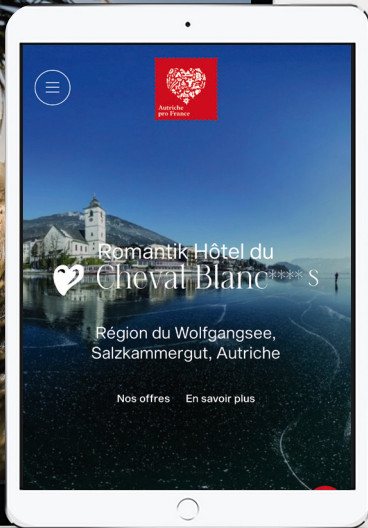 Autriche
pro France
Romantik Hôtel du
Cheval Blanc**** s
Région du Wolfgangsee,
Salzkammergut, Autriche
Nos offres En savoir plus